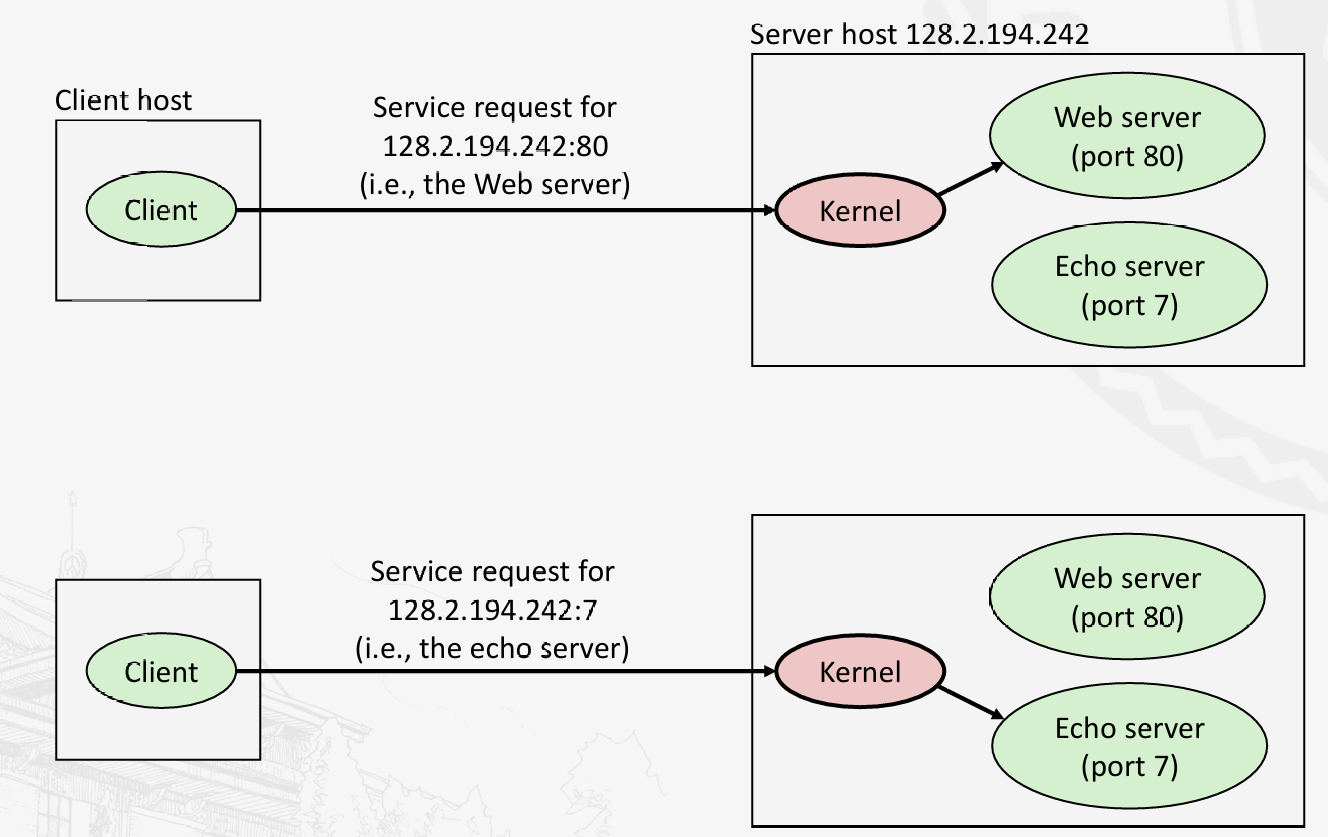 Server host 128.2.194.242
Client host
Service request for
128.2.194.242:80
(i.e., the Web server)
Client
Kernel
Web server
(port 80)
Echo server
(port 7)
Service request for
128.2.194.242:7
(i.e., the echo server)
Client
Kernel
Web server
(port 80)
Echo server
(port 7)